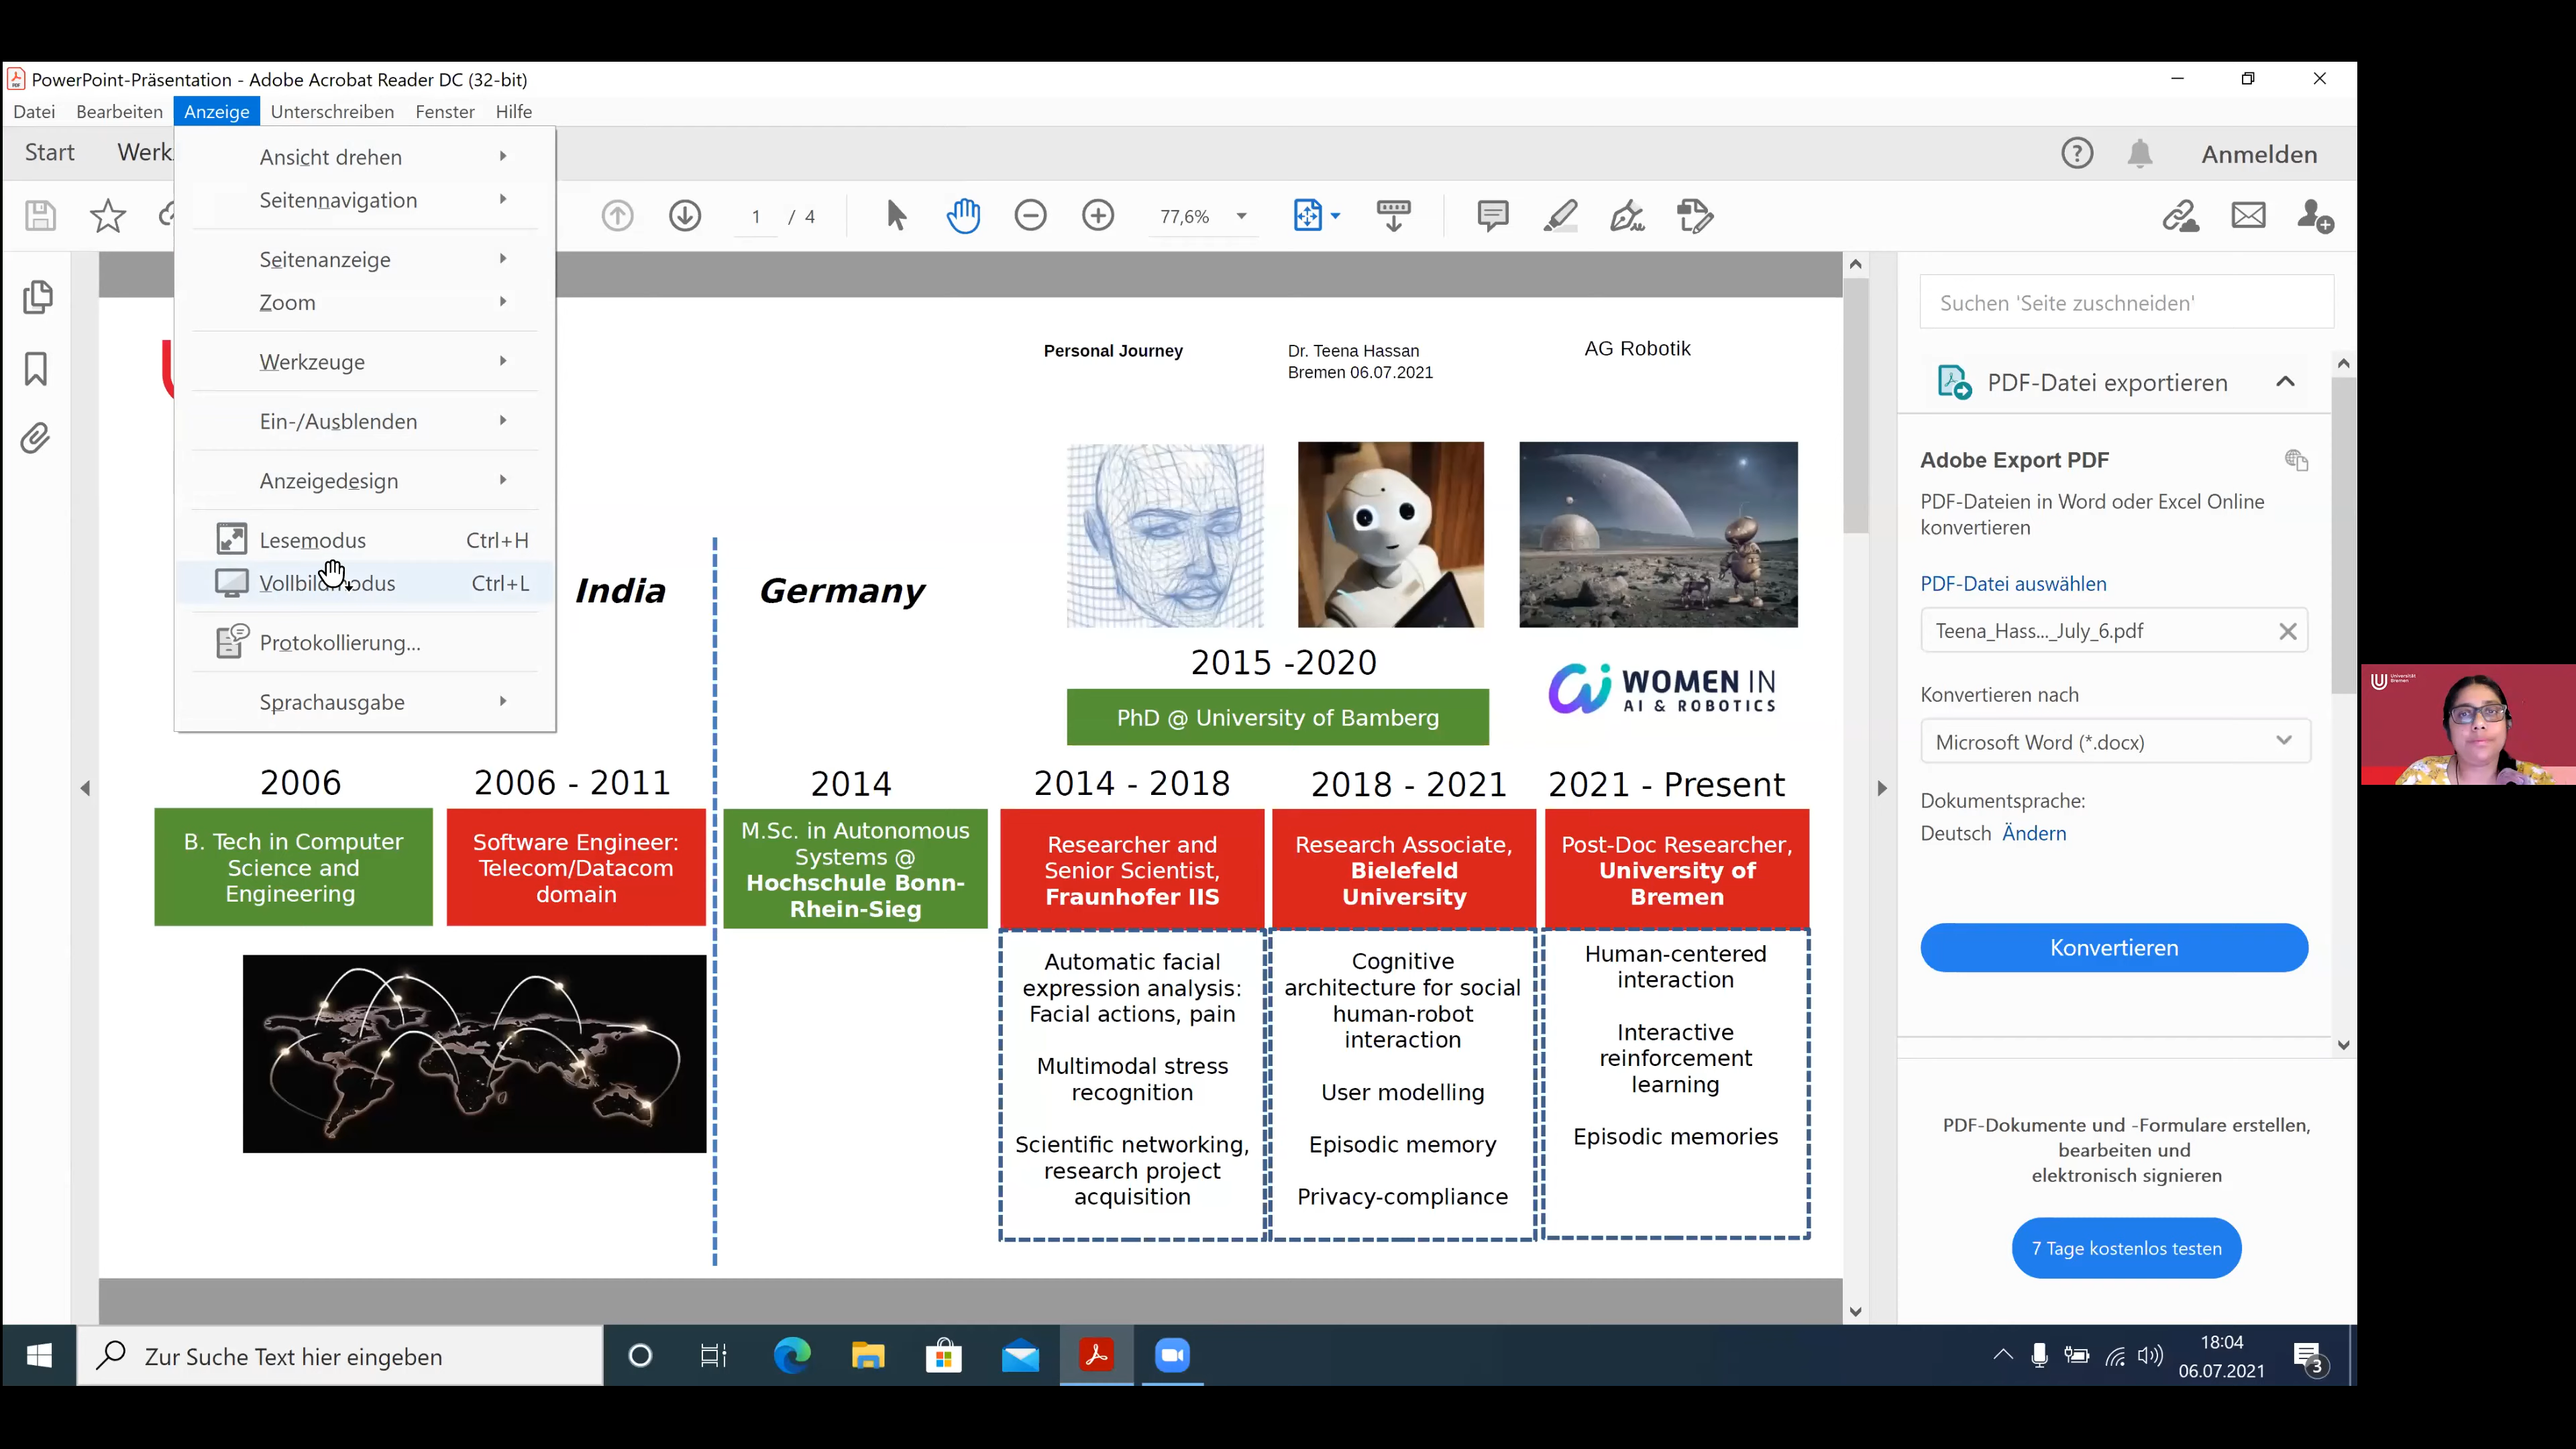 PowerPoint-Präsentation - Adobe Acrobat Reader DC (32-bit)
Datei Bearbeiten Anzeige Unterschreiben Fenster Hilfe
Start Werkz
Anmelden
Ansicht drehen
Seitennavigation
Seitenanzeige
Zoom
Werkzeuge
Ein-/Ausblenden
Anzeigedesign
Lesemodus Ctrl+H
Vollbildmodus Ctrl+L
Protokollierung...
Sprachausgabe
1 / 4
77,6%
Personal Journey
Dr. Teena Hassan
Bremen 06.07.2021
AG Robotik
India
Germany
2015 -2020
PhD @ University of Bamberg
WOMEN IN
AI & ROBOTICS
2006
B. Tech in Computer
Science and
Engineering
2006 - 2011
Software Engineer:
Telecom/Datacom
domain
2014
M.Sc. in Autonomous
Systems @
Hochschule Bonn-
Rhein-Sieg
2014 - 2018
Researcher and
Senior Scientist,
Fraunhofer IIS
Automatic facial
expression analysis:
Facial actions, pain
Multimodal stress
recognition
Scientific networking,
research project
acquisition
2018 - 2021
Research Associate,
Bielefeld
University
Cognitive
architecture for social
human-robot
interaction
User modelling
Episodic memory
Privacy-compliance
2021 - Present
Post-Doc Researcher,
University of
Bremen
Human-centered
interaction
Interactive
reinforcement
learning
Episodic memories
Suchen 'Seite zuschneiden'
PDF-Datei exportieren
Adobe Export PDF
PDF-Dateien in Word oder Excel Online
konvertieren
PDF-Datei auswählen
Teena_Hass..._July_6.pdf
Konvertieren nach
Microsoft Word (*.docx)
Dokumentsprache:
Deutsch Ändern
Konvertieren
PDF-Dokumente und -Formulare erstellen,
bearbeiten und
elektronisch signieren
7 Tage kostenlos testen
Universität
Bremen
Zur Suche Text hier eingeben
18:04
06.07.2021
3